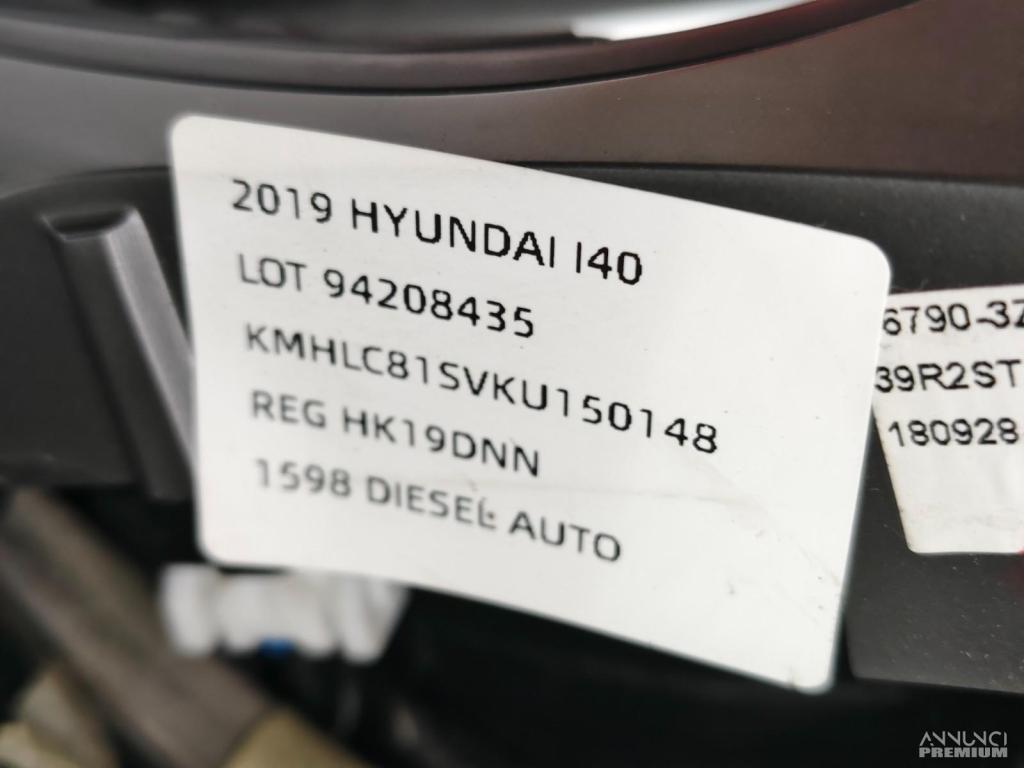 2019 HYUNDAI I40
LOT 94208435
KMHLC81SVKU150148
REG HK19DNN
1598 DIESEL AUTO
6790-3Z
39R2ST
180928
ANNUNCI
PREMIUM